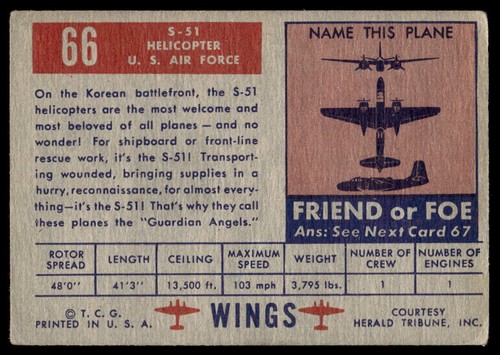 66
S-51
HELICOPTER
U. S. AIR FORCE
On the Korean battlefront, the S-51
helicopters are the most welcome and
most beloved of all planes — and no
wonder! For shipboard or front-line
rescue work, it's the S-51! Transport-
ing wounded, bringing supplies in a
hurry, reconnaissance, for almost every-
thing—it's the S-51! That's why they call
these planes the "Guardian Angels."
NAME THIS PLANE
FRIEND or FOE
Ans: See Next Card 67
ROTOR SPREAD LENGTH CEILING MAXIMUM SPEED WEIGHT NUMBER OF CREW NUMBER OF ENGINES
48'0" 41'3" 13,500 ft. 103 mph 3,795 lbs. 1 1
© T. C. G.
PRINTED IN U. S. A.
WINGS
COURTESY
HERALD TRIBUNE, INC.